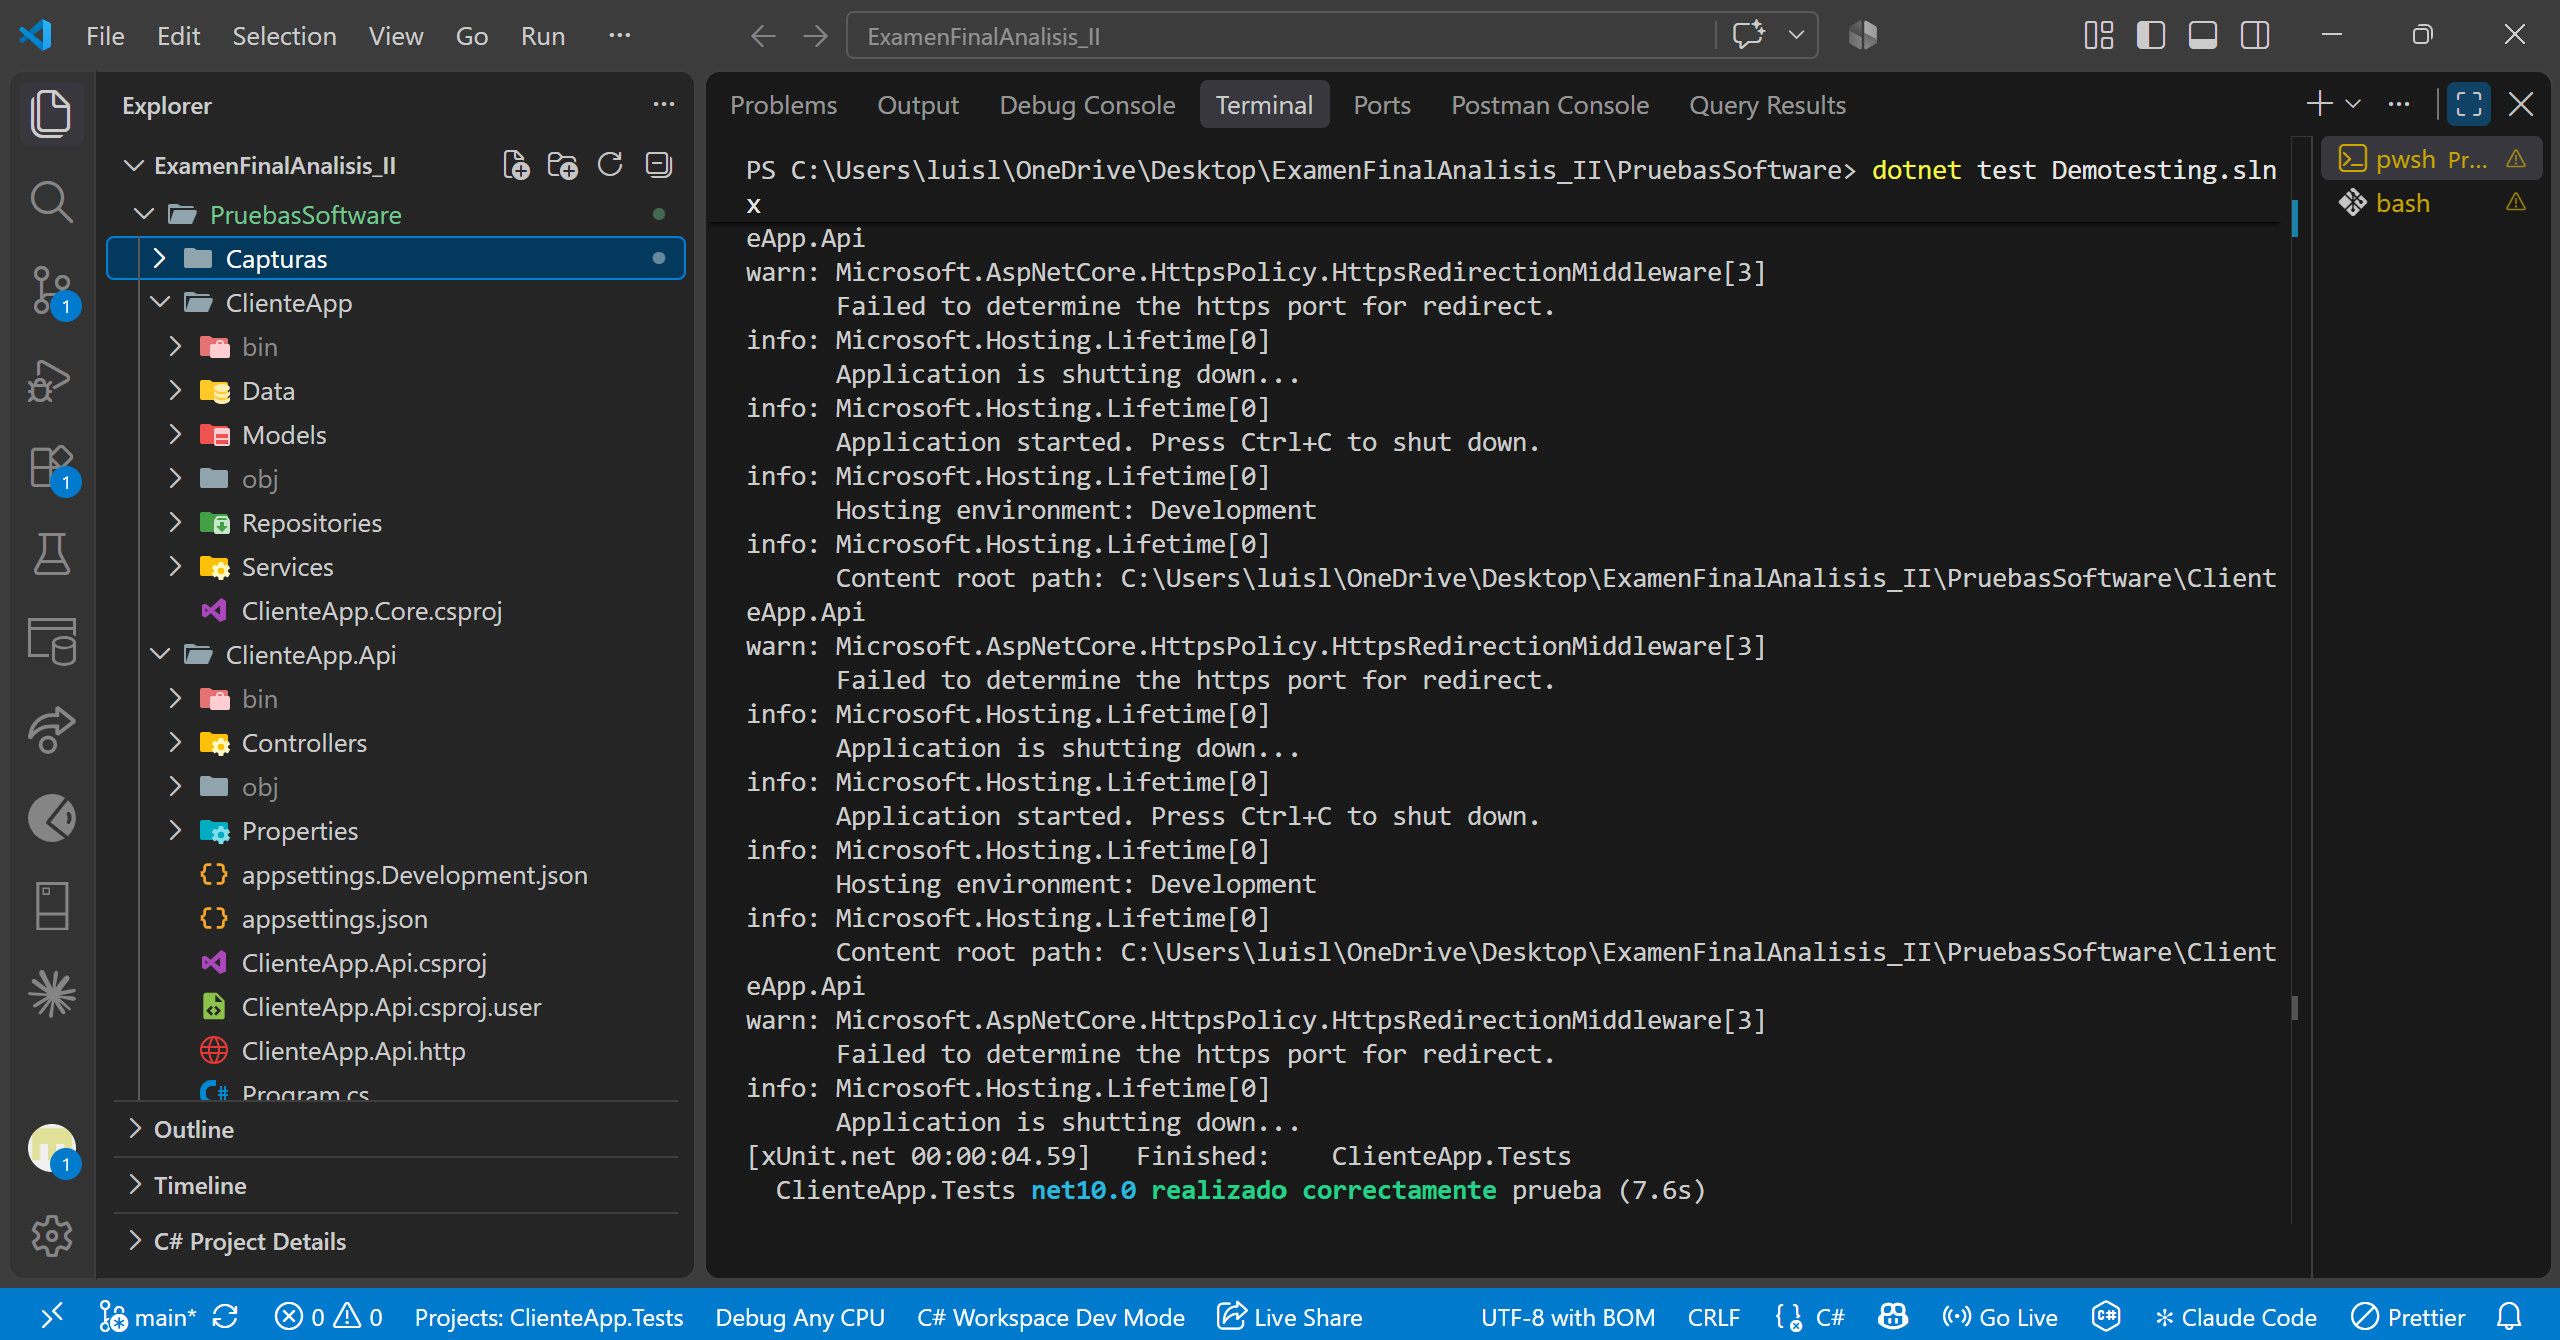 File Edit Selection View Go Run ···
ExamenFinalAnalisis_II
Explorer
ExamenFinalAnalisis_II
PruebasSoftware
Capturas
ClienteApp
bin
Data
Models
obj
Repositories
Services
ClienteApp.Core.csproj
ClienteApp.Api
bin
Controllers
obj
Properties
appsettings.Development.json
appsettings.json
ClienteApp.Api.csproj
ClienteApp.Api.csproj.user
ClienteApp.Api.http
Program.cs
Outline
Timeline
C# Project Details
1
1
1
Problems Output Debug Console Terminal Ports Postman Console Query Results
PS C:\Users\luisl\OneDrive\Desktop\ExamenFinalAnalisis_II\PruebasSoftware> dotnet test Demotesting.sln
x
eApp.Api
warn: Microsoft.AspNetCore.HttpsPolicy.HttpsRedirectionMiddleware[3]
Failed to determine the https port for redirect.
info: Microsoft.Hosting.Lifetime[0]
Application is shutting down...
info: Microsoft.Hosting.Lifetime[0]
Application started. Press Ctrl+C to shut down.
info: Microsoft.Hosting.Lifetime[0]
Hosting environment: Development
info: Microsoft.Hosting.Lifetime[0]
Content root path: C:\Users\luisl\OneDrive\Desktop\ExamenFinalAnalisis_II\PruebasSoftware\Client
eApp.Api
warn: Microsoft.AspNetCore.HttpsPolicy.HttpsRedirectionMiddleware[3]
Failed to determine the https port for redirect.
info: Microsoft.Hosting.Lifetime[0]
Application is shutting down...
info: Microsoft.Hosting.Lifetime[0]
Application started. Press Ctrl+C to shut down.
info: Microsoft.Hosting.Lifetime[0]
Hosting environment: Development
info: Microsoft.Hosting.Lifetime[0]
Content root path: C:\Users\luisl\OneDrive\Desktop\ExamenFinalAnalisis_II\PruebasSoftware\Client
eApp.Api
warn: Microsoft.AspNetCore.HttpsPolicy.HttpsRedirectionMiddleware[3]
Failed to determine the https port for redirect.
info: Microsoft.Hosting.Lifetime[0]
Application is shutting down...
[xUnit.net 00:00:04.59] Finished: ClienteApp.Tests
ClienteApp.Tests net10.0 realizado correctamente prueba (7.6s)
pwsh Pr...
bash
main* 0 0 Projects: ClienteApp.Tests Debug Any CPU C# Workspace Dev Mode Live Share UTF-8 with BOM CRLF C# Go Live Claude Code Prettier